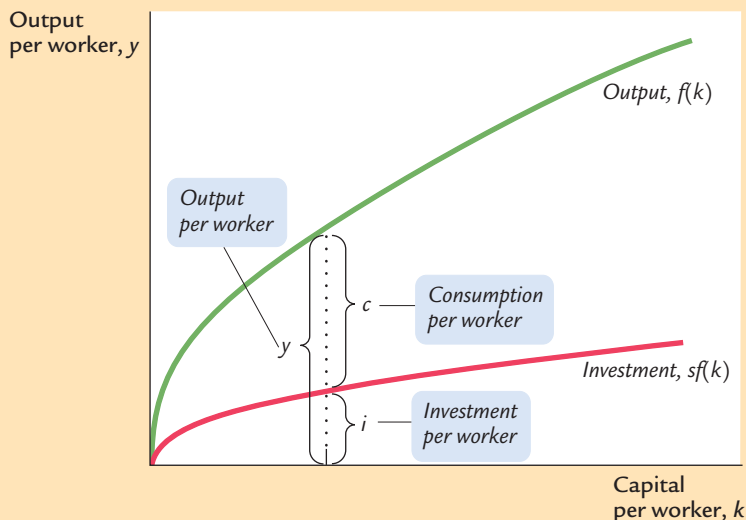 Output
per worker, y
Output, f(k)
Output
per worker
c
Consumption
per worker
y
Investment, sf(k)
i
Investment
per worker
Capital
per worker, k